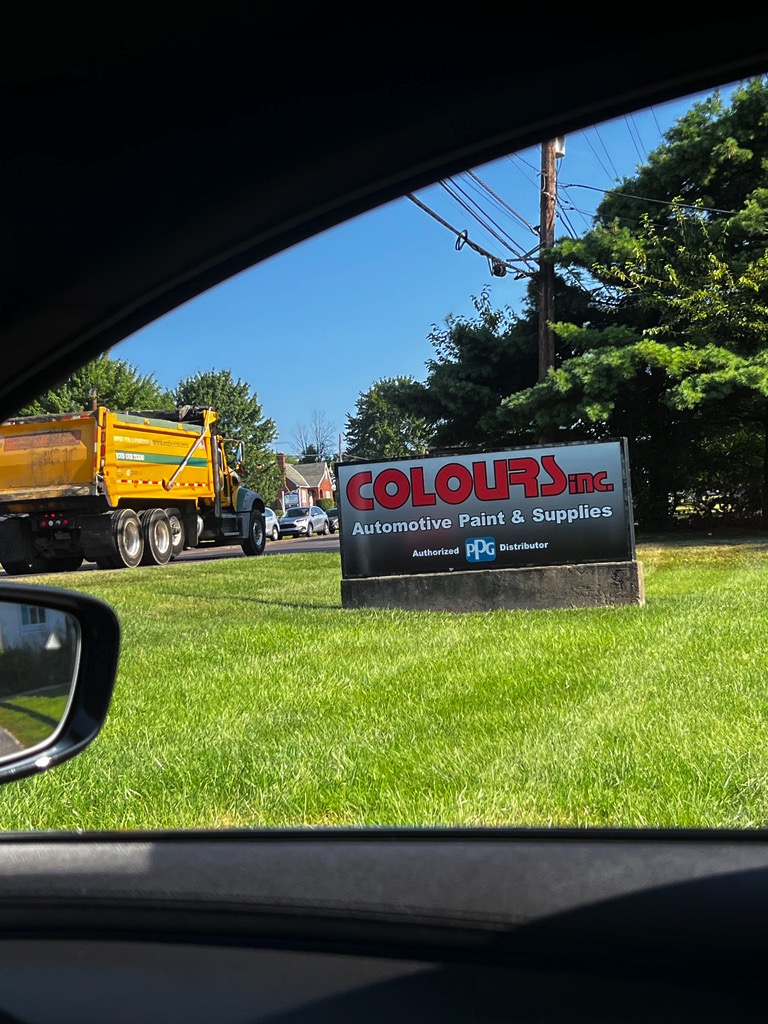 COLOURS inc.
Automotive Paint & Supplies
Authorized PPG Distributor